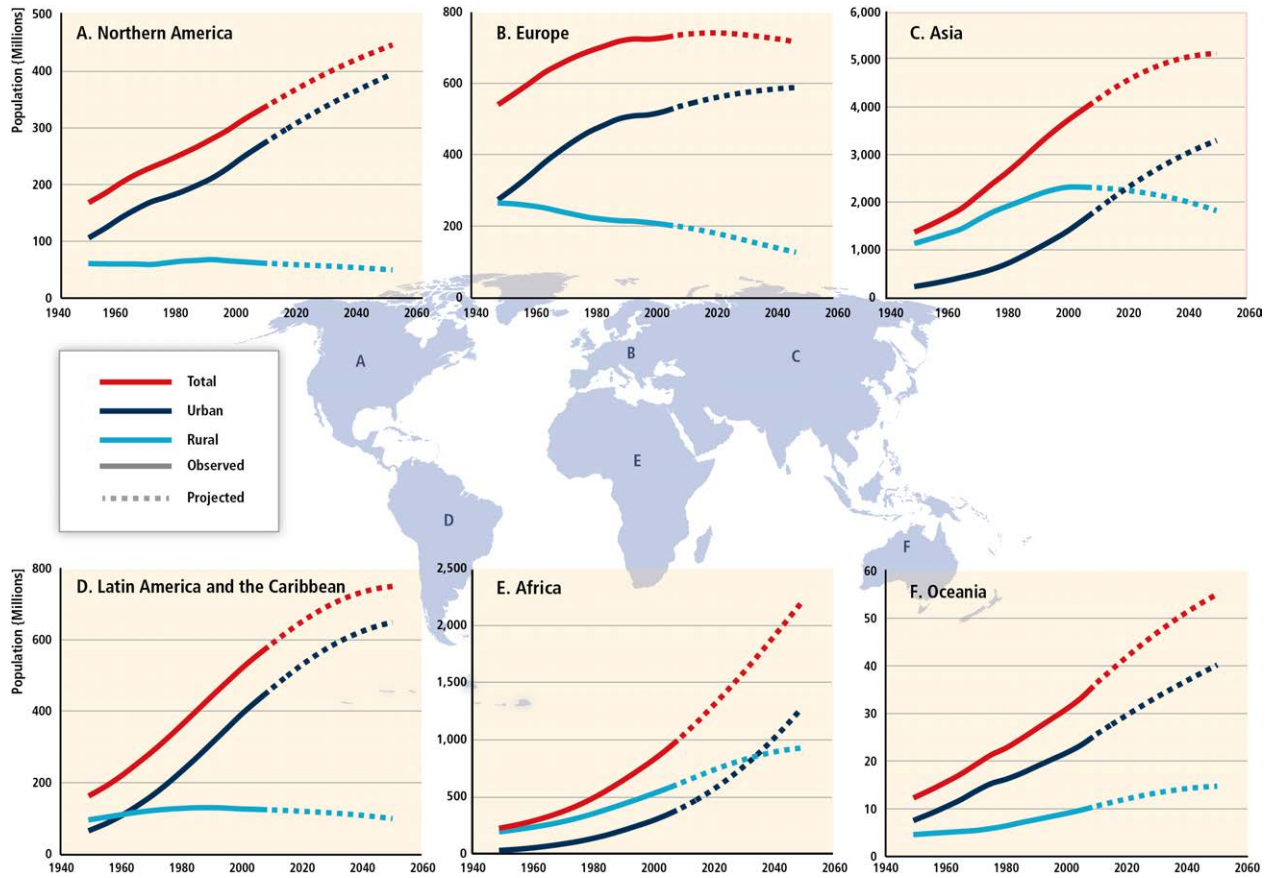 A. Northern America
Population (Millions)
500
400
300
200
100
0
1940 1960 1980 2000 2020 2040 2060
B. Europe
800
600
400
200
0
1940 1960 1980 2000 2020 2040 2060
C. Asia
6,000
5,000
4,000
3,000
2,000
1,000
0
1940 1960 1980 2000 2020 2040 2060
Total
Urban
Rural
Observed
Projected
A
B
C
D
E
F
D. Latin America and the Caribbean
Population (Millions)
800
600
400
200
0
1940 1960 1980 2000 2020 2040 2060
E. Africa
2,500
2,000
1,500
1,000
500
0
1940 1960 1980 2000 2020 2040 2060
F. Oceania
60
50
40
30
20
10
0
1940 1960 1980 2000 2020 2040 2060